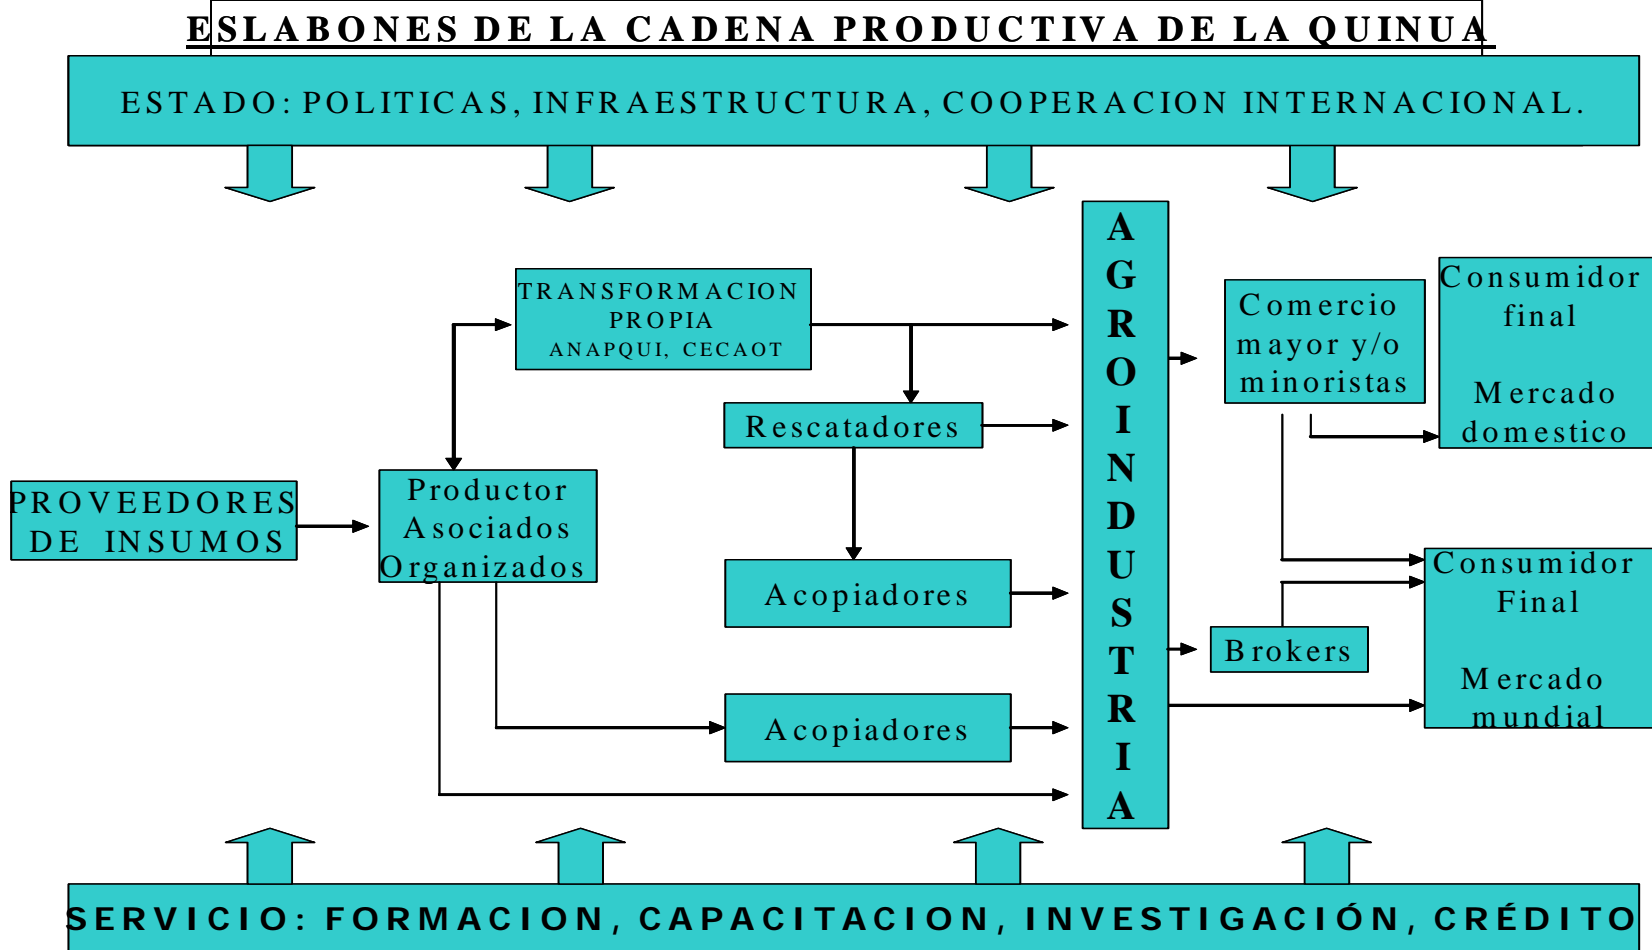 ESLABONES DE LA CADENA PRODUCTIVA DE LA QUINUA
ESTADO: POLITICAS, INFRAESTRUCTURA, COOPERACION INTERNACIONAL.
PROVEEDORES
DE INSUMOS
Productor
Asociados
Organizados
TRANSFORMACION
PROPIA
ANAPQUI, CECAOT
Rescatadores
Acopiadores
Acopiadores
AGROINDUSTRIA
Comercio
mayor y/o
minoristas
Brokers
Consumidor
final
Mercado
domestico
Consumidor
Final
Mercado
mundial
SERVICIO: FORMACION, CAPACITACION, INVESTIGACIÓN, CRÉDITO